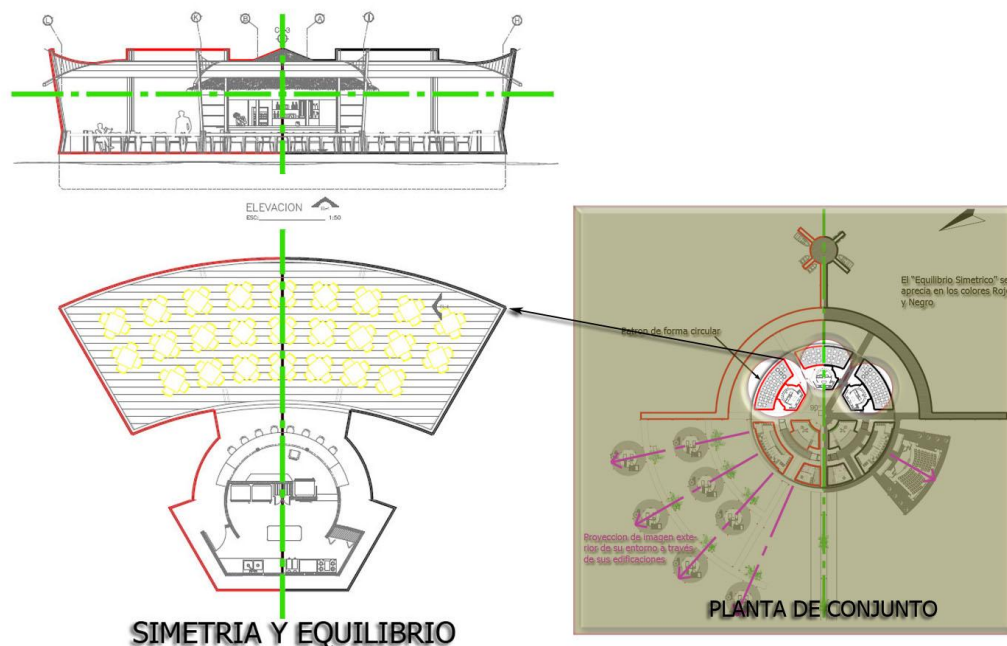 L
K
B
A
J
H
ELEVACION
ESC: 1:50
SIMETRIA Y EQUILIBRIO
El "Equilibrio Simetrico" se
aprecia en los colores Rojo
y Negro
Patron de forma circular
Proyeccion de imagen exte-
rior de su entorno a través
de sus edificaciones
PLANTA DE CONJUNTO